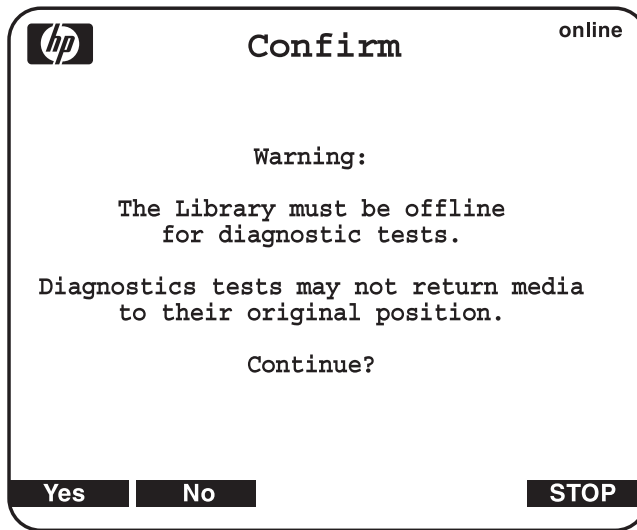 hp
Confirm
online
Warning:
The Library must be offline
for diagnostic tests.
Diagnostics tests may not return media
to their original position.
Continue?
Yes
No
STOP